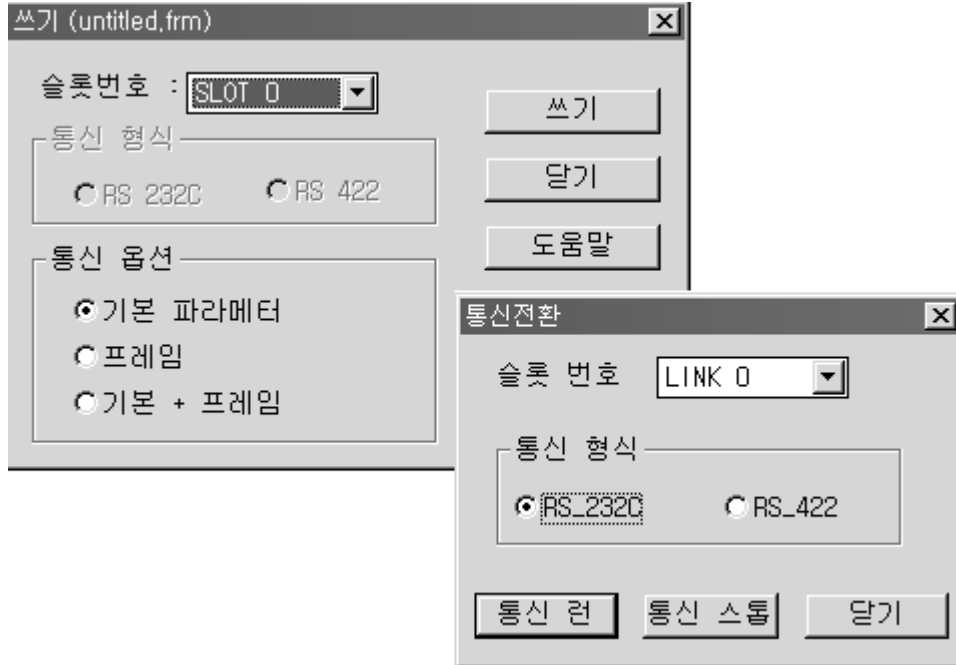 쓰기 (untitled,frm)
슬롯번호 : SLOT 0
쓰기
통신 형식
RS 232C RS 422
닫기
통신 옵션
도움말
기본 파라메터
프레임
기본 + 프레임
통신전환
슬롯 번호 LINK 0
통신 형식
RS_232C RS_422
통신 런 통신 스톱 닫기